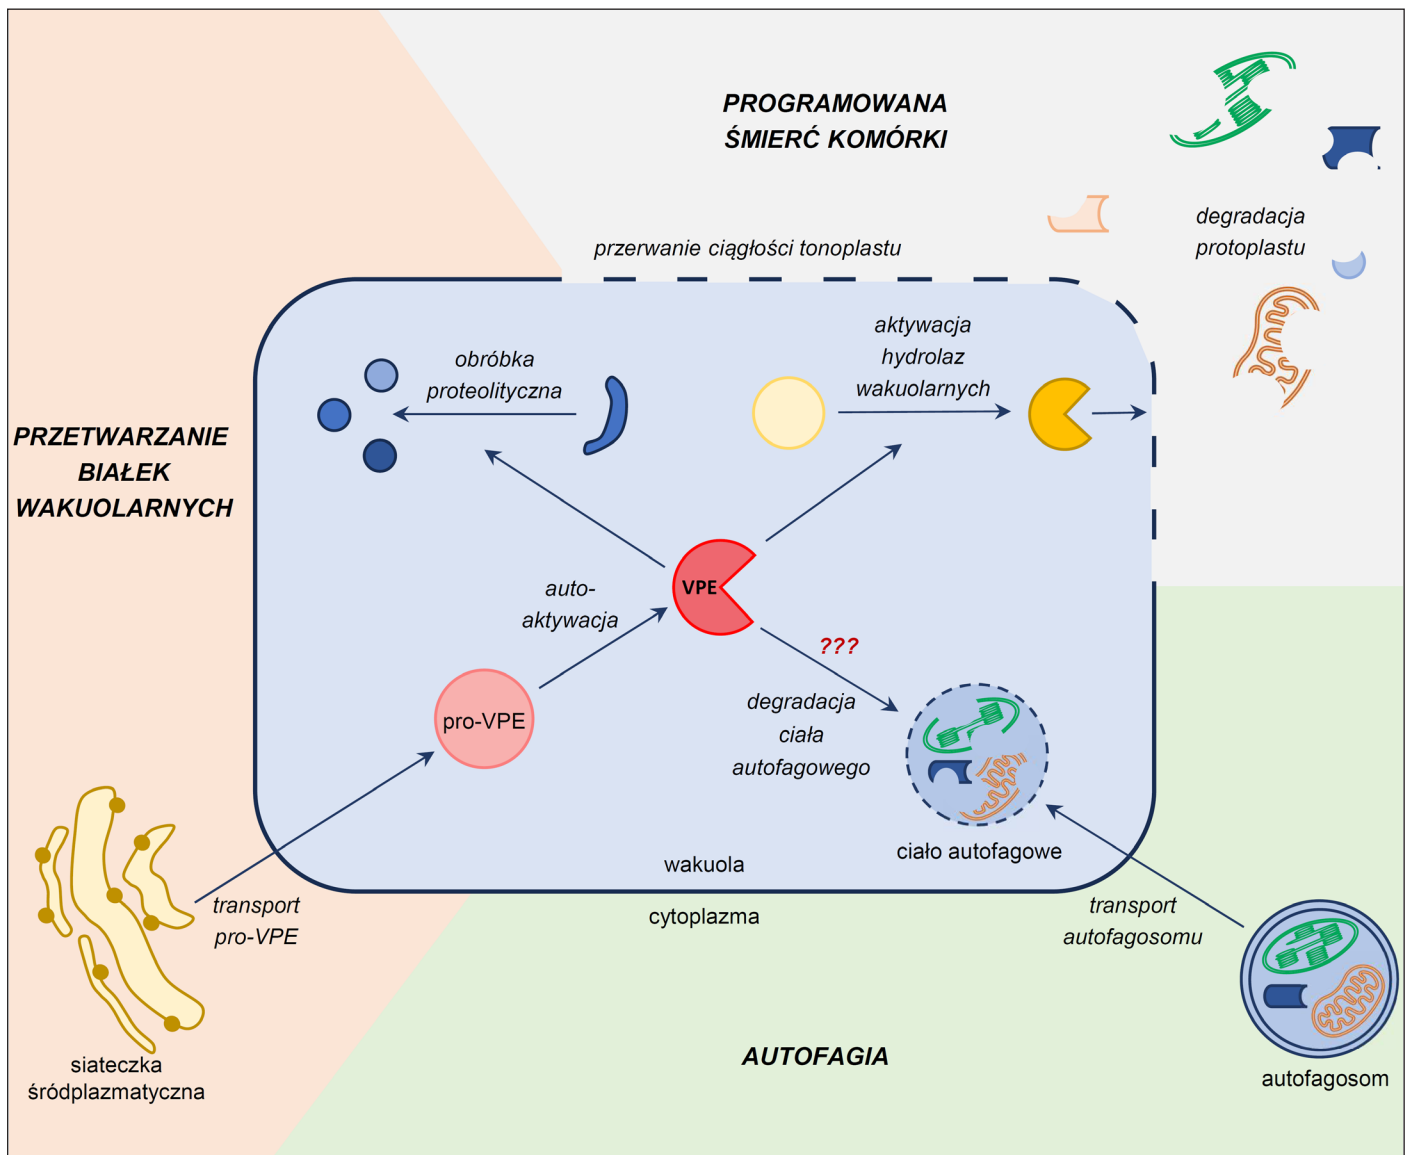 PROGRAMOWANA
ŚMIERĆ KOMÓRKI
degradacja
protoplastu
przerwanie ciągłości tonoplastu
obróbka
proteolityczna
aktywacja
hydrolaz
wakuolarnych
PRZETWARZANIE
BIAŁEK
WAKUOLARNYCH
VPE
auto-
aktywacja
???
pro-VPE
degradacja
ciała
autofagowego
ciało autofagowe
wakuola
cytoplazma
transport
pro-VPE
transport
autofagosomu
siateczka
śródplazmatyczna
AUTOFAGIA
autofagosom